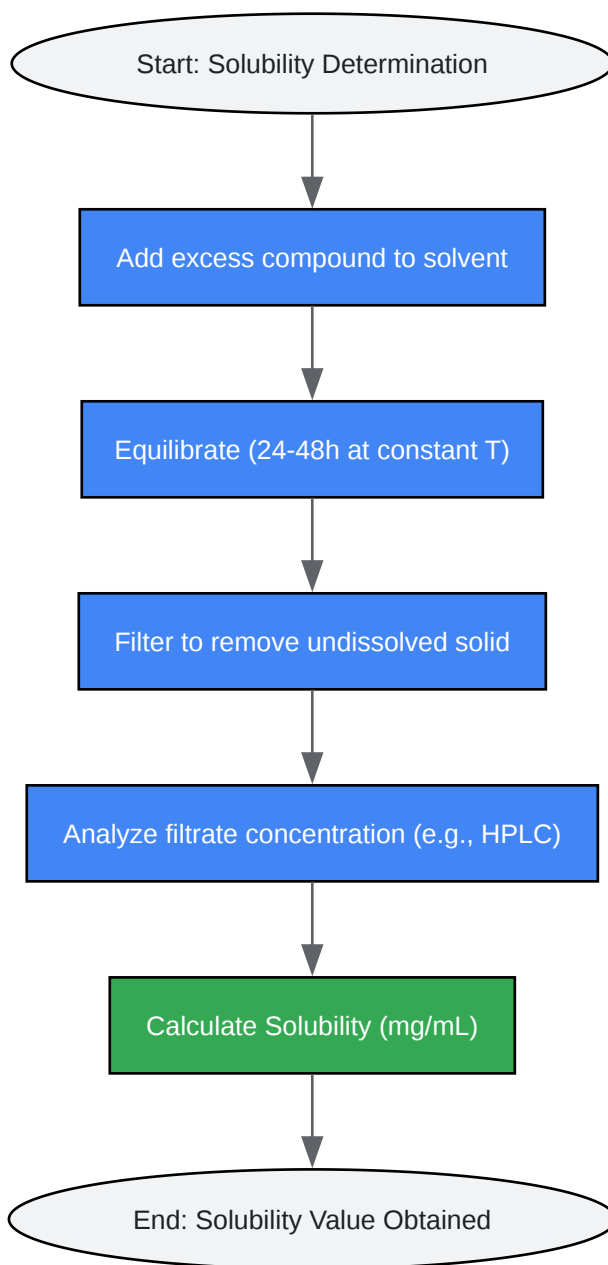 Start: Solubility Determination
Add excess compound to solvent
Equilibrate (24-48h at constant T)
Filter to remove undissolved solid
Analyze filtrate concentration (e.g., HPLC)
Calculate Solubility (mg/mL)
End: Solubility Value Obtained